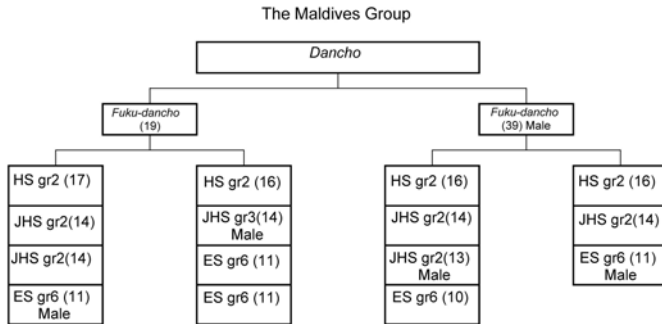 The Maldives Group
Dancho
Fuku-dancho
(19)
Fuku-dancho
(39) Male
HS gr2 (17)
JHS gr2(14)
JHS gr2(14)
ES gr6 (11)
Male
HS gr2 (16)
JHS gr3(14)
Male
ES gr6 (11)
ES gr6 (11)
HS gr2 (16)
JHS gr2(14)
JHS gr2(13)
Male
ES gr6 (10)
HS gr2 (16)
JHS gr2(14)
ES gr6 (11)
Male